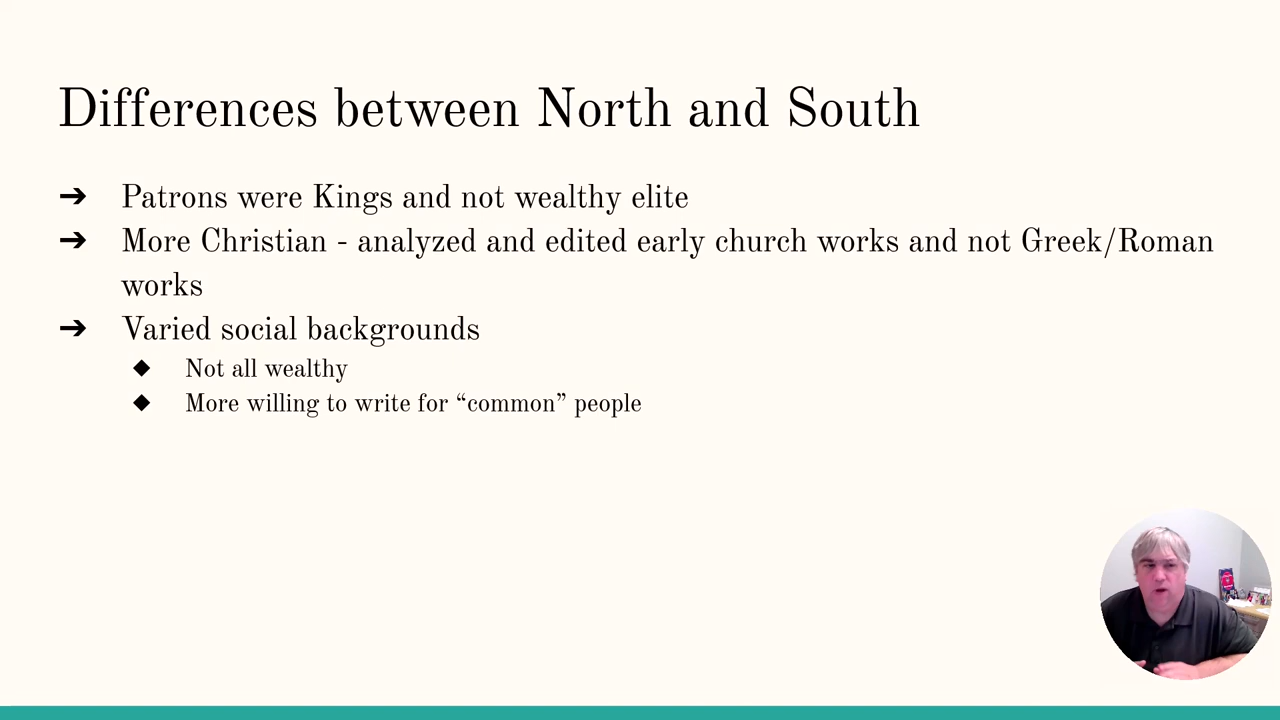 Differences between North and South
➔ Patrons were Kings and not wealthy elite
➔ More Christian - analyzed and edited early church works and not Greek/Roman
works
➔ Varied social backgrounds
◆ Not all wealthy
◆ More willing to write for “common” people